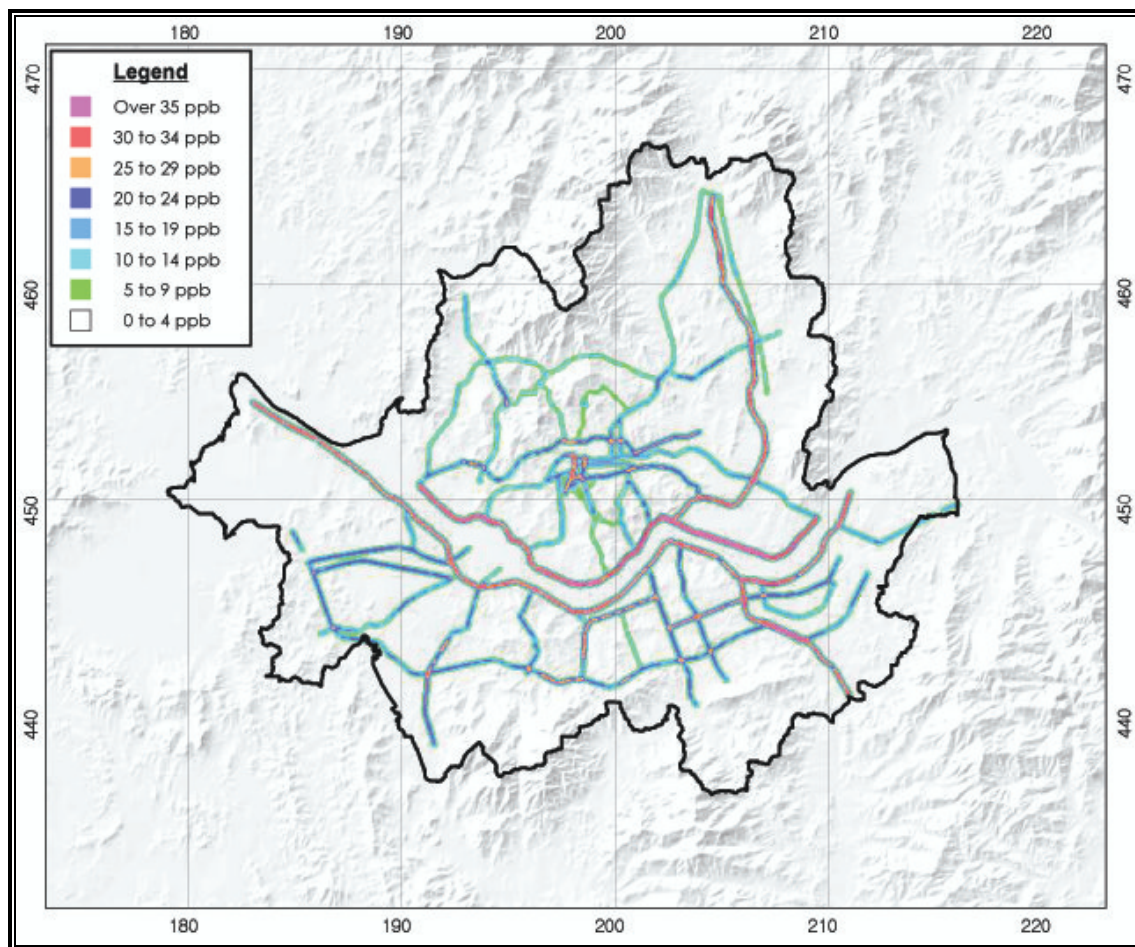 180 190 200 210 220
470 470
Legend
Over 35 ppb
30 to 34 ppb
25 to 29 ppb
20 to 24 ppb
15 to 19 ppb
10 to 14 ppb
5 to 9 ppb
0 to 4 ppb
460 460
450 450
440 440
180 190 200 210 220